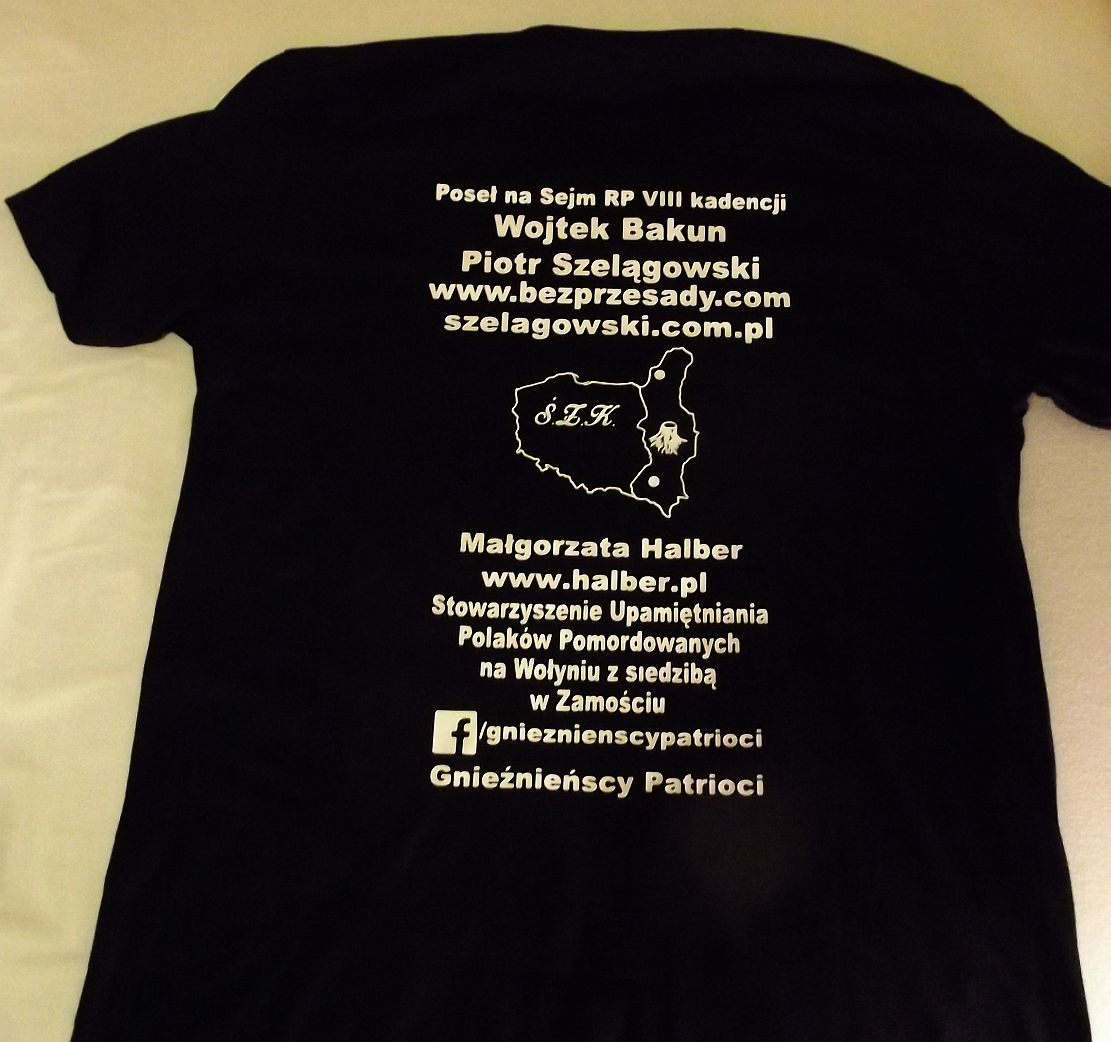 Poseł na Sejm RP VIII kadencji
Wojtek Bakun
Piotr Szelągowski
www.bezprzesady.com
szelagowski.com.pl
Ś.Z.K.
Małgorzata Halber
www.halber.pl
Stowarzyszenie Upamiętniania
Polaków Pomordowanych
na Wołyniu z siedzibą
w Zamościu
f/gnieznienscypatrioci
Gnieźnieńscy Patrioci